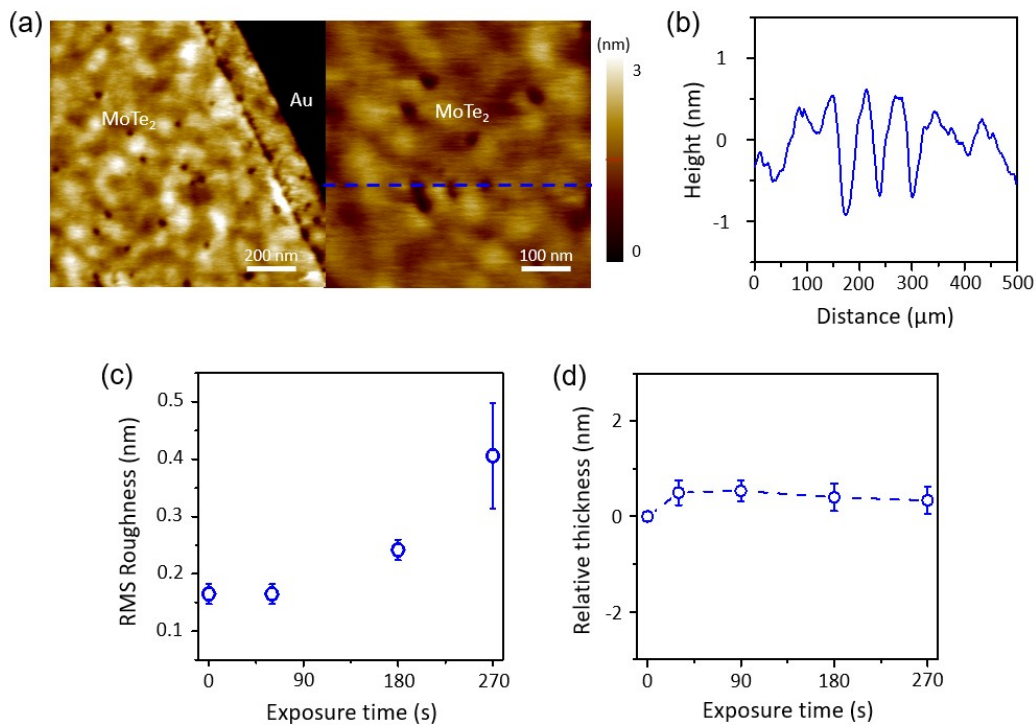 (a)
MoTe2
Au
200 nm
MoTe2
100 nm
(nm)
3
0
(b)
Height (nm)
1
0
-1
0 100 200 300 400 500
Distance (μm)
(c)
RMS Roughness (nm)
0.5
0.4
0.3
0.2
0.1
0 90 180 270
Exposure time (s)
(d)
Relative thickness (nm)
2
0
-2
0 90 180 270
Exposure time (s)